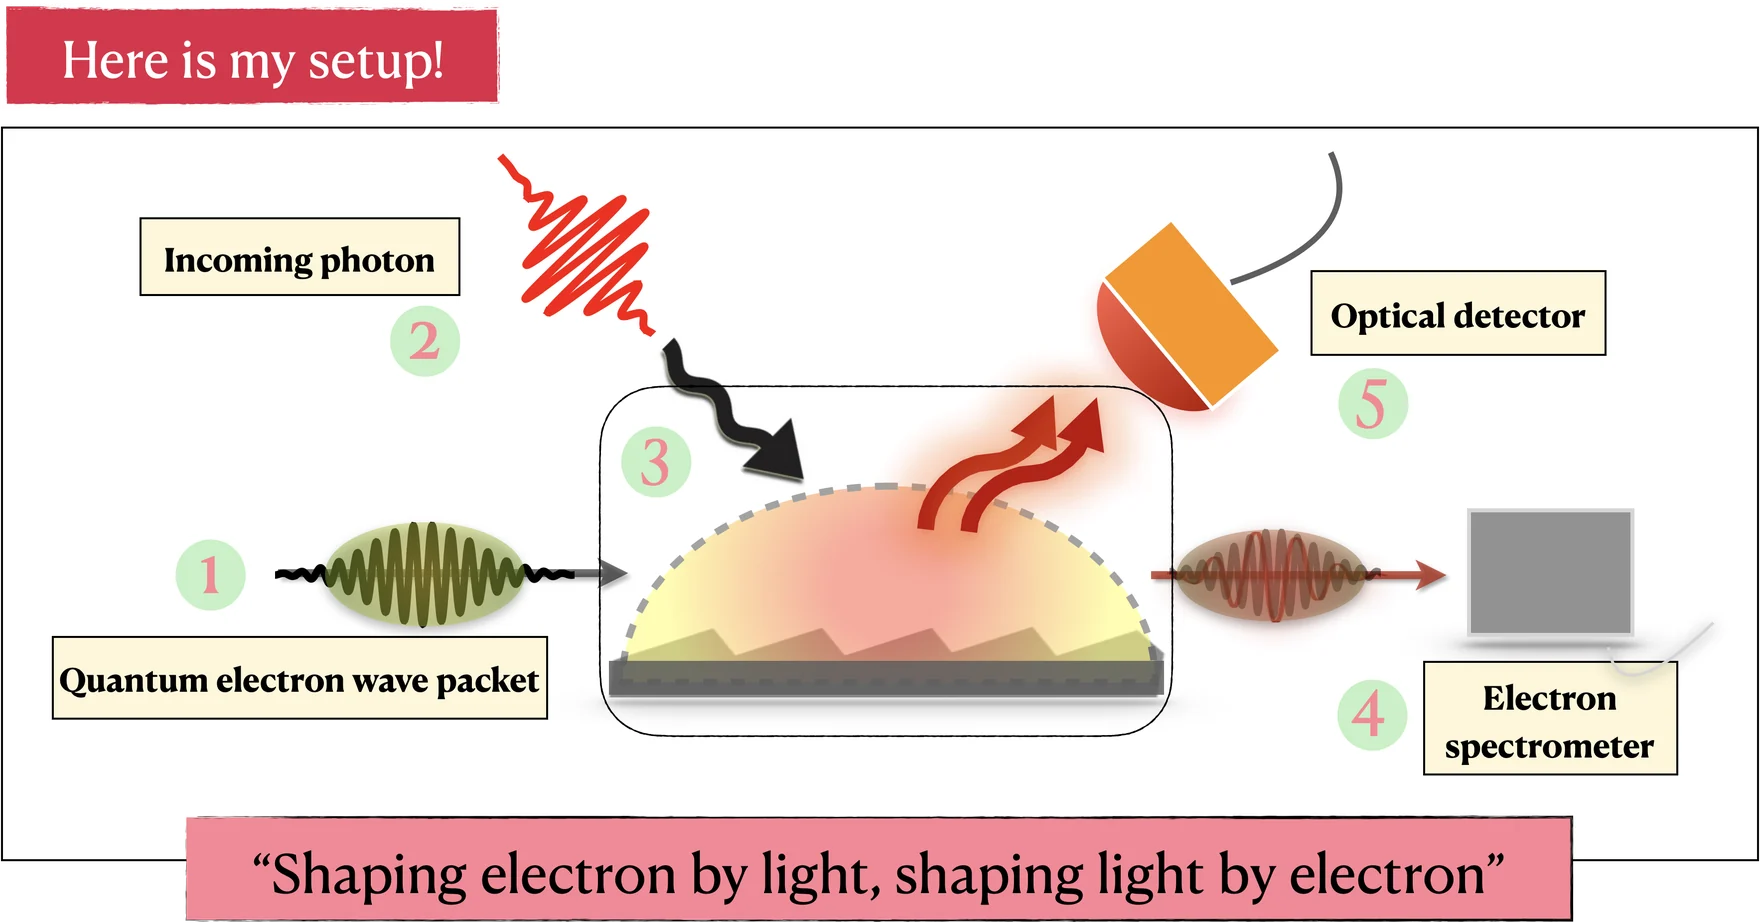 Here is my setup!
Incoming photon
2
Optical detector
5
3
1
Quantum electron wave packet
4
Electron
spectrometer
“Shaping electron by light, shaping light by electron”